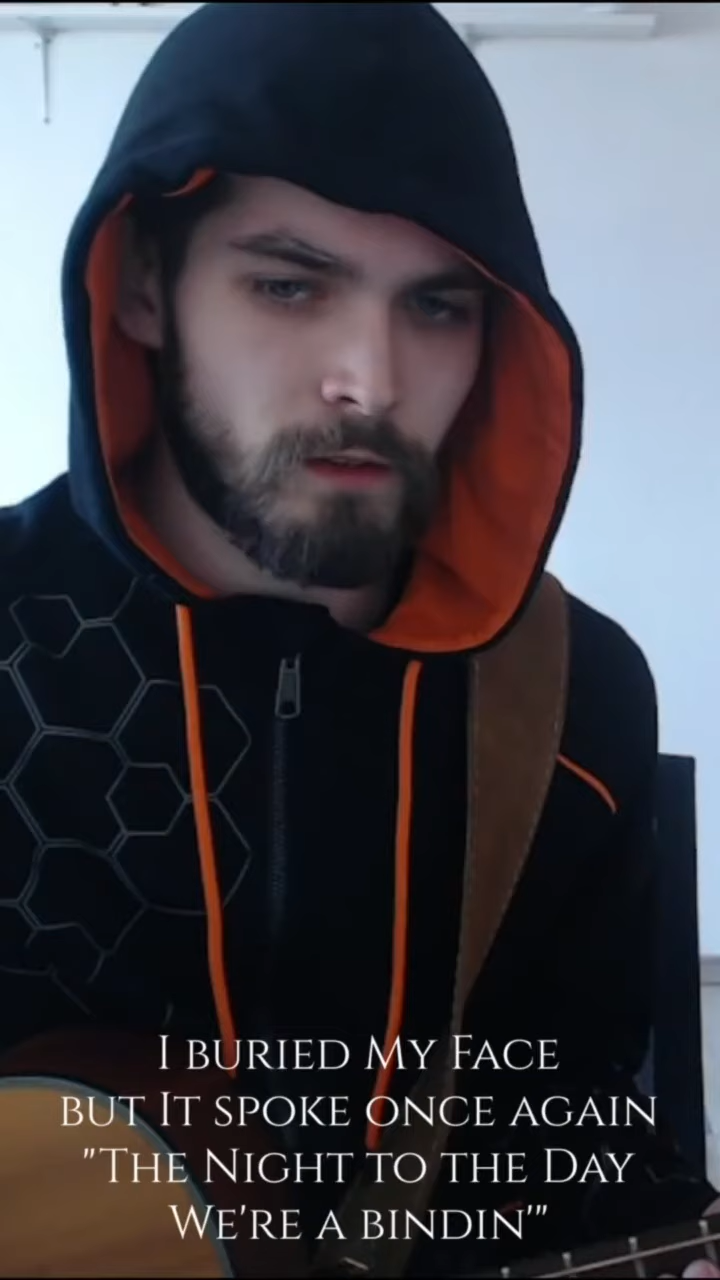 I BURIED MY FACE
BUT IT SPOKE ONCE AGAIN
"THE NIGHT TO THE DAY
WE'RE A BINDIN'"